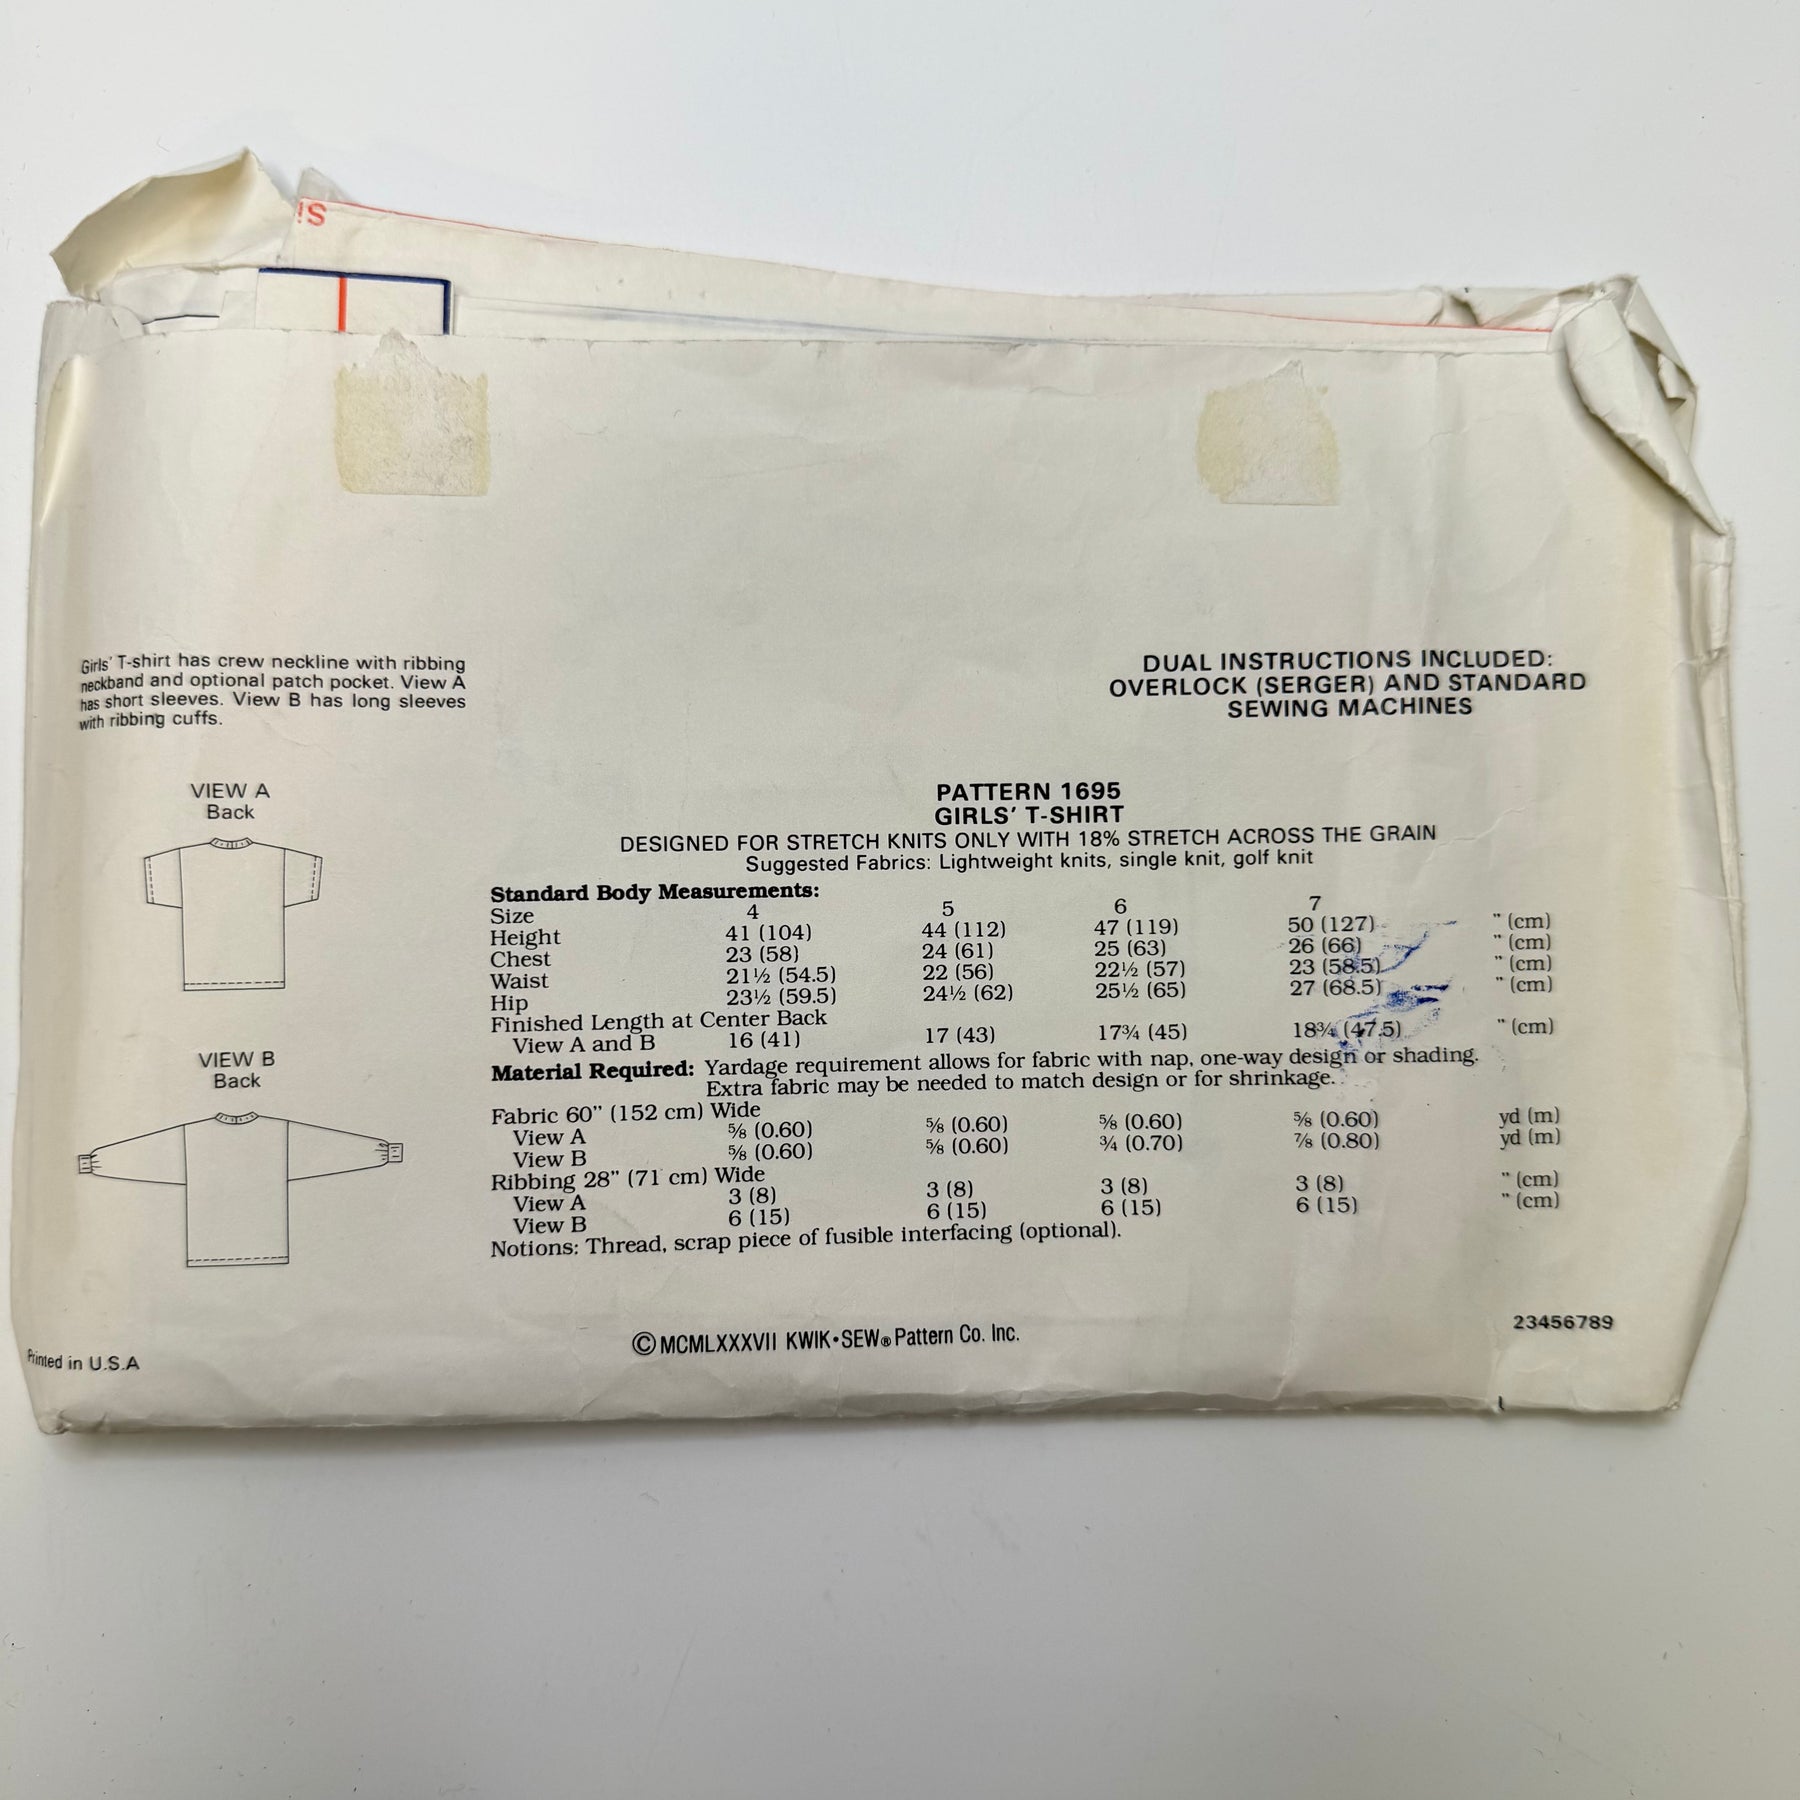 IS
Girls' T-shirt has crew neckline with ribbing
neckband and optional patch pocket. View A
has short sleeves. View B has long sleeves
with ribbing cuffs.
DUAL INSTRUCTIONS INCLUDED:
OVERLOCK (SERGER) AND STANDARD
SEWING MACHINES
VIEW A
Back
VIEW B
Back
PATTERN 1695
GIRLS' T-SHIRT
DESIGNED FOR STRETCH KNITS ONLY WITH 18% STRETCH ACROSS THE GRAIN
Suggested Fabrics: Lightweight knits, single knit, golf knit
Standard Body Measurements:
Size 4 5 6 7
Height 41 (104) 44 (112) 47 (119) 50 (127) " (cm)
Chest 23 (58) 24 (61) 25 (63) 26 (66) " (cm)
Waist 21½ (54.5) 22 (56) 22½ (57) 23 (58.5) " (cm)
Hip 23½ (59.5) 24½ (62) 25½ (65) 27 (68.5) " (cm)
Finished Length at Center Back
View A and B 16 (41) 17 (43) 17¾ (45) 18¾ (47.5) " (cm)
Material Required: Yardage requirement allows for fabric with nap, one-way design or shading.
Extra fabric may be needed to match design or for shrinkage.
Fabric 60" (152 cm) Wide
View A ⅝ (0.60) ⅝ (0.60) ⅝ (0.60) ⅝ (0.60) yd (m)
View B ⅝ (0.60) ⅝ (0.60) ¾ (0.70) ⅞ (0.80) yd (m)
Ribbing 28" (71 cm) Wide
View A 3 (8) 3 (8) 3 (8) 3 (8) " (cm)
View B 6 (15) 6 (15) 6 (15) 6 (15) " (cm)
Notions: Thread, scrap piece of fusible interfacing (optional).
23456789
© MCMLXXXVII KWIK•SEW® Pattern Co. Inc.
Printed in U.S.A